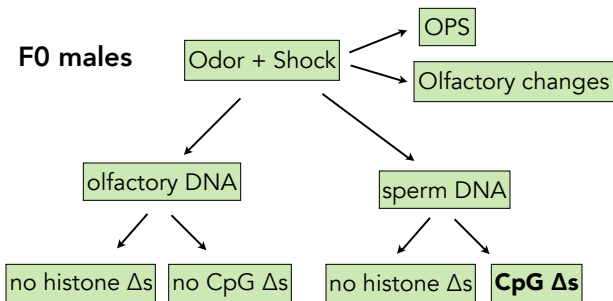 OPS
F0 males
Odor + Shock
Olfactory changes
olfactory DNA
sperm DNA
no histone Δs
no CpG Δs
no histone Δs
CpG Δs